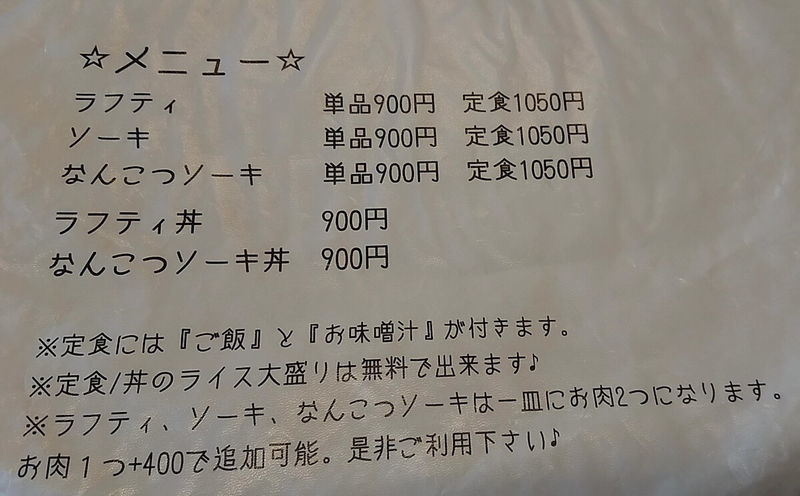 ☆メニュー☆
ラフティ 単品900円 定食1050円
ソーキ 単品900円 定食1050円
なんこつソーキ 単品900円 定食1050円
ラフティ丼 900円
なんこつソーキ丼 900円
※定食には『ご飯』と『お味噌汁』が付きます。
※定食/丼のライス大盛りは無料で出来ます♪
※ラフティ、ソーキ、なんこつソーキは一皿にお肉2つになります。
お肉１つ+400で追加可能。是非ご利用下さい♪